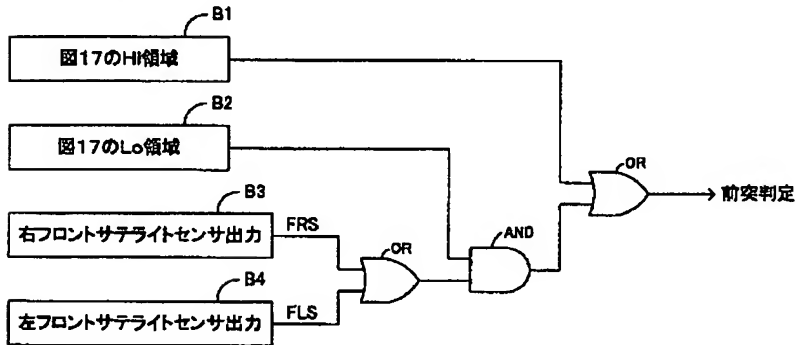 B1
図17のHi領域
B2
図17のLo領域
OR
前突判定
B3
右フロントサテライトセンサ出力
FRS
OR
AND
B4
左フロントサテライトセンサ出力
FLS